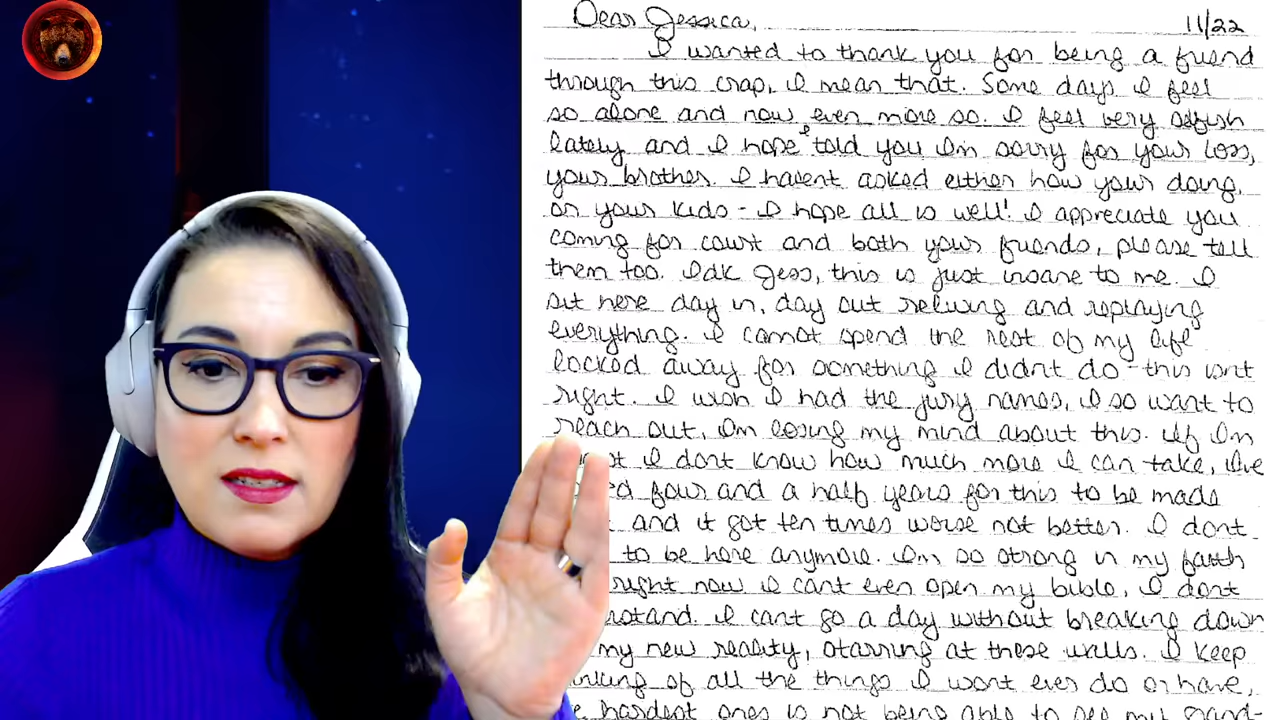 Dear Jessica, 11/22
I wanted to thank you for being a friend
through this crap, I mean that. Some days I feel
so alone and now even more so. I feel very selfish
lately and I hope I told you Im sorry for your loss,
your brother. I havent asked either how your doing,
or your kids - I hope all is well! I appreciate you
coming for court and both your friends, please tell
them too. Idk Jess, this is just insane to me. I
sit here day in, day out reliving and replaying
everything. I cannot spend the rest of my life
locked away for something I didnt do - this isnt
right. I wish I had the jury names, I so want to
reach out, Im losing my mind about this. If Im
I dont know how much more I can take, Ive
four and a half years for this to be made
and it got ten times worse not better. I dont
to be here anymore. Im so strong in my faith
right now I cant even open my bible, I dont
I cant go a day without breaking down
my new reality, starring at these walls. I keep
of all the things I wont ever do or have,
hardest ones is not being able to see my grand-